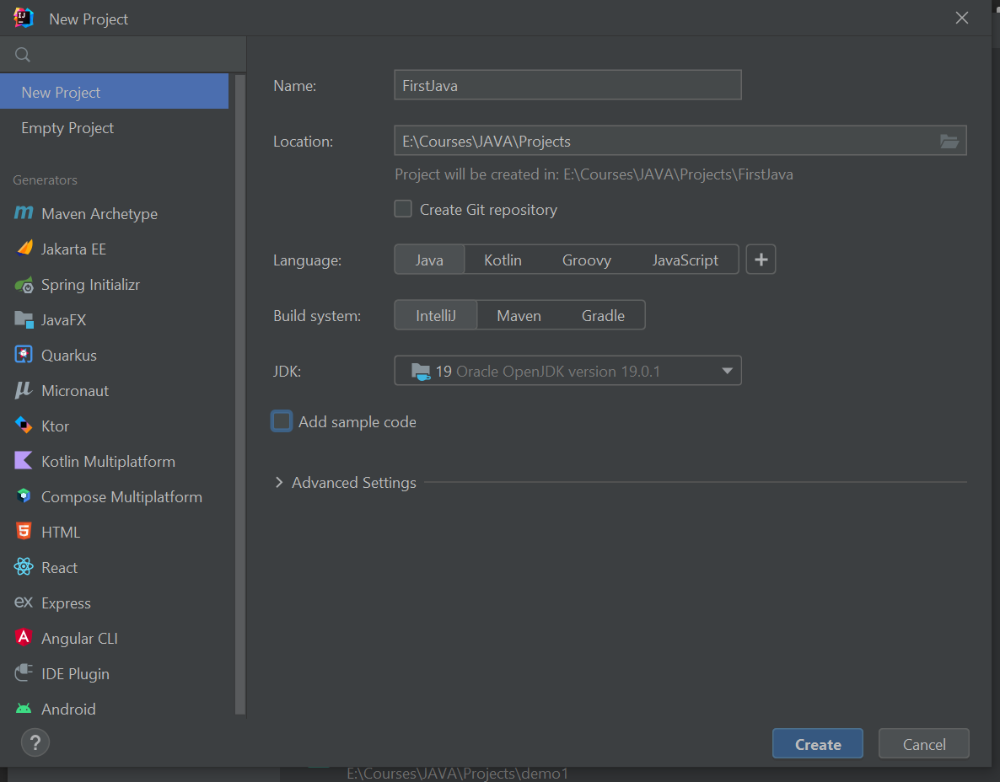 New Project
New Project
Empty Project
Generators
Maven Archetype
Jakarta EE
Spring Initializr
JavaFX
Quarkus
Micronaut
Ktor
Kotlin Multiplatform
Compose Multiplatform
HTML
React
Express
Angular CLI
IDE Plugin
Android
?
Name: FirstJava
Location: E:\Courses\JAVA\Projects
Project will be created in: E:\Courses\JAVA\Projects\FirstJava
Create Git repository
Language: Java Kotlin Groovy JavaScript +
Build system: IntelliJ Maven Gradle
JDK: 19 Oracle OpenJDK version 19.0.1
Add sample code
Advanced Settings
Create Cancel
E:\Courses\JAVA\Projects\demo1